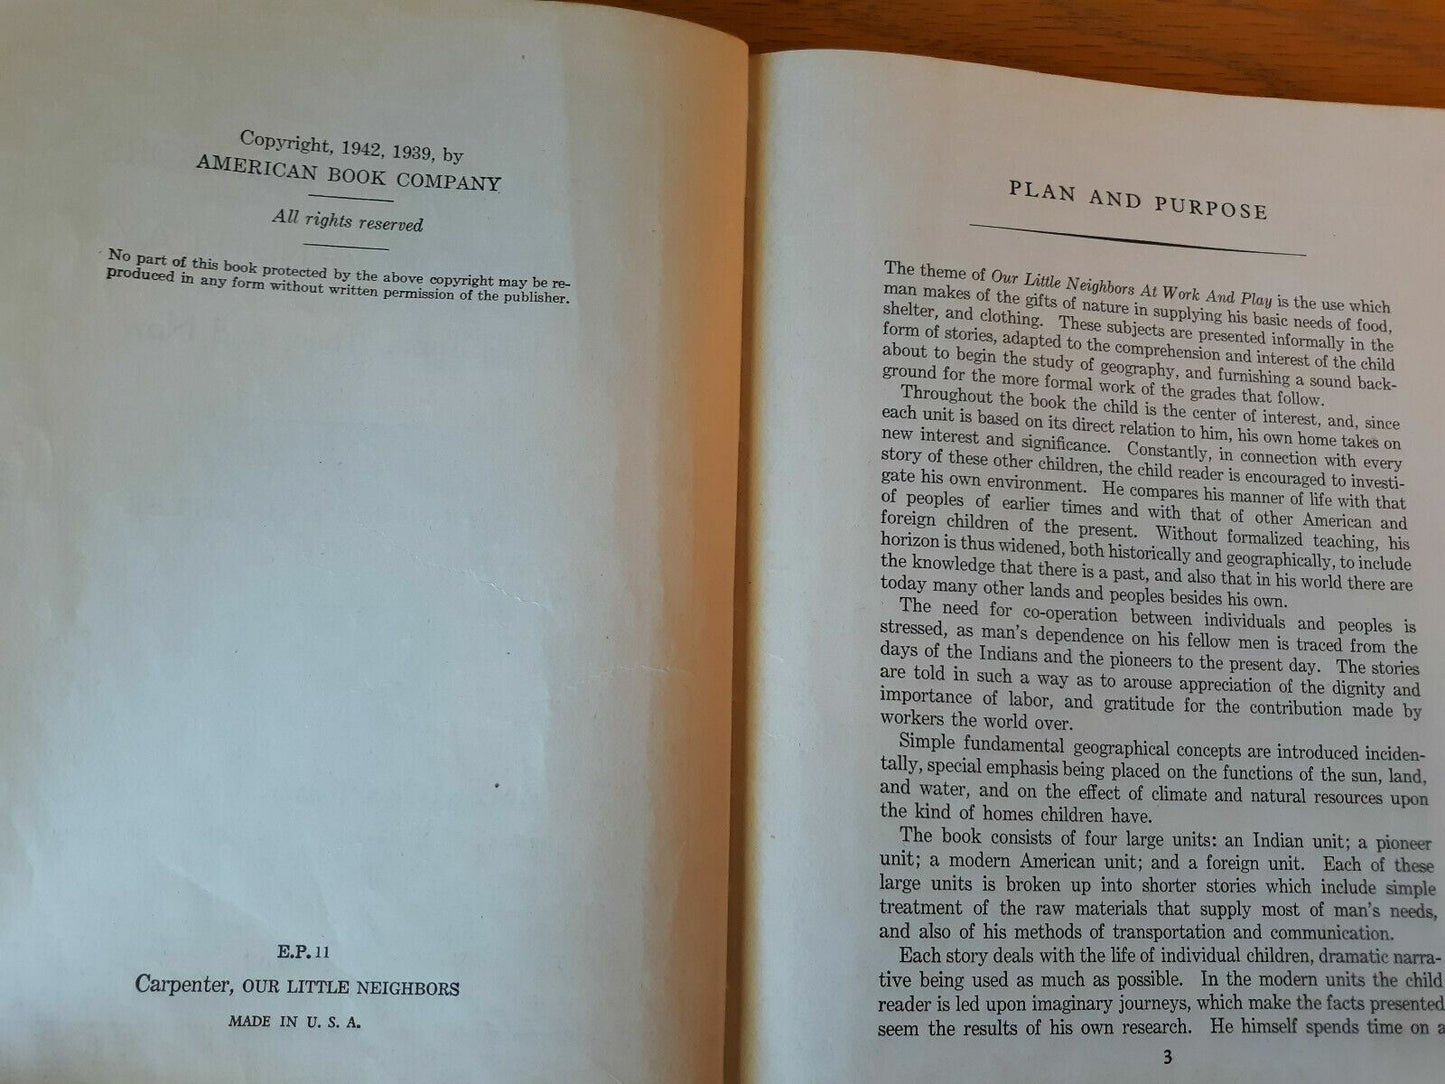 Copyright, 1942, 1939, by
AMERICAN BOOK COMPANY
All rights reserved
No part of this book protected by the above copyright may be re-
produced in any form without written permission of the publisher.
E.P. 11
Carpenter, OUR LITTLE NEIGHBORS
MADE IN U. S. A.
PLAN AND PURPOSE
The theme of Our Little Neighbors At Work And Play is the use which
man makes of the gifts of nature in supplying his basic needs of food,
shelter, and clothing. These subjects are presented informally in the
form of stories, adapted to the comprehension and interest of the child
about to begin the study of geography, and furnishing a sound back-
ground for the more formal work of the grades that follow.
Throughout the book the child is the center of interest, and, since
each unit is based on its direct relation to him, his own home takes on
new interest and significance. Constantly, in connection with every
story of these other children, the child reader is encouraged to investi-
gate his own environment. He compares his manner of life with that
of peoples of earlier times and with that of other American and
foreign children of the present. Without formalized teaching, his
horizon is thus widened, both historically and geographically, to include
the knowledge that there is a past, and also that in his world there are
today many other lands and peoples besides his own.
The need for co-operation between individuals and peoples is
stressed, as man's dependence on his fellow men is traced from the
days of the Indians and the pioneers to the present day. The stories
are told in such a way as to arouse appreciation of the dignity and
importance of labor, and gratitude for the contribution made by
workers the world over.
Simple fundamental geographical concepts are introduced inciden-
tally, special emphasis being placed on the functions of the sun, land,
and water, and on the effect of climate and natural resources upon
the kind of homes children have.
The book consists of four large units: an Indian unit; a pioneer
unit; a modern American unit; and a foreign unit. Each of these
large units is broken up into shorter stories which include simple
treatment of the raw materials that supply most of man's needs,
and also of his methods of transportation and communication.
Each story deals with the life of individual children, dramatic narra-
tive being used as much as possible. In the modern units the child
reader is led upon imaginary journeys, which make the facts presented
seem the results of his own research. He himself spends time on a
3